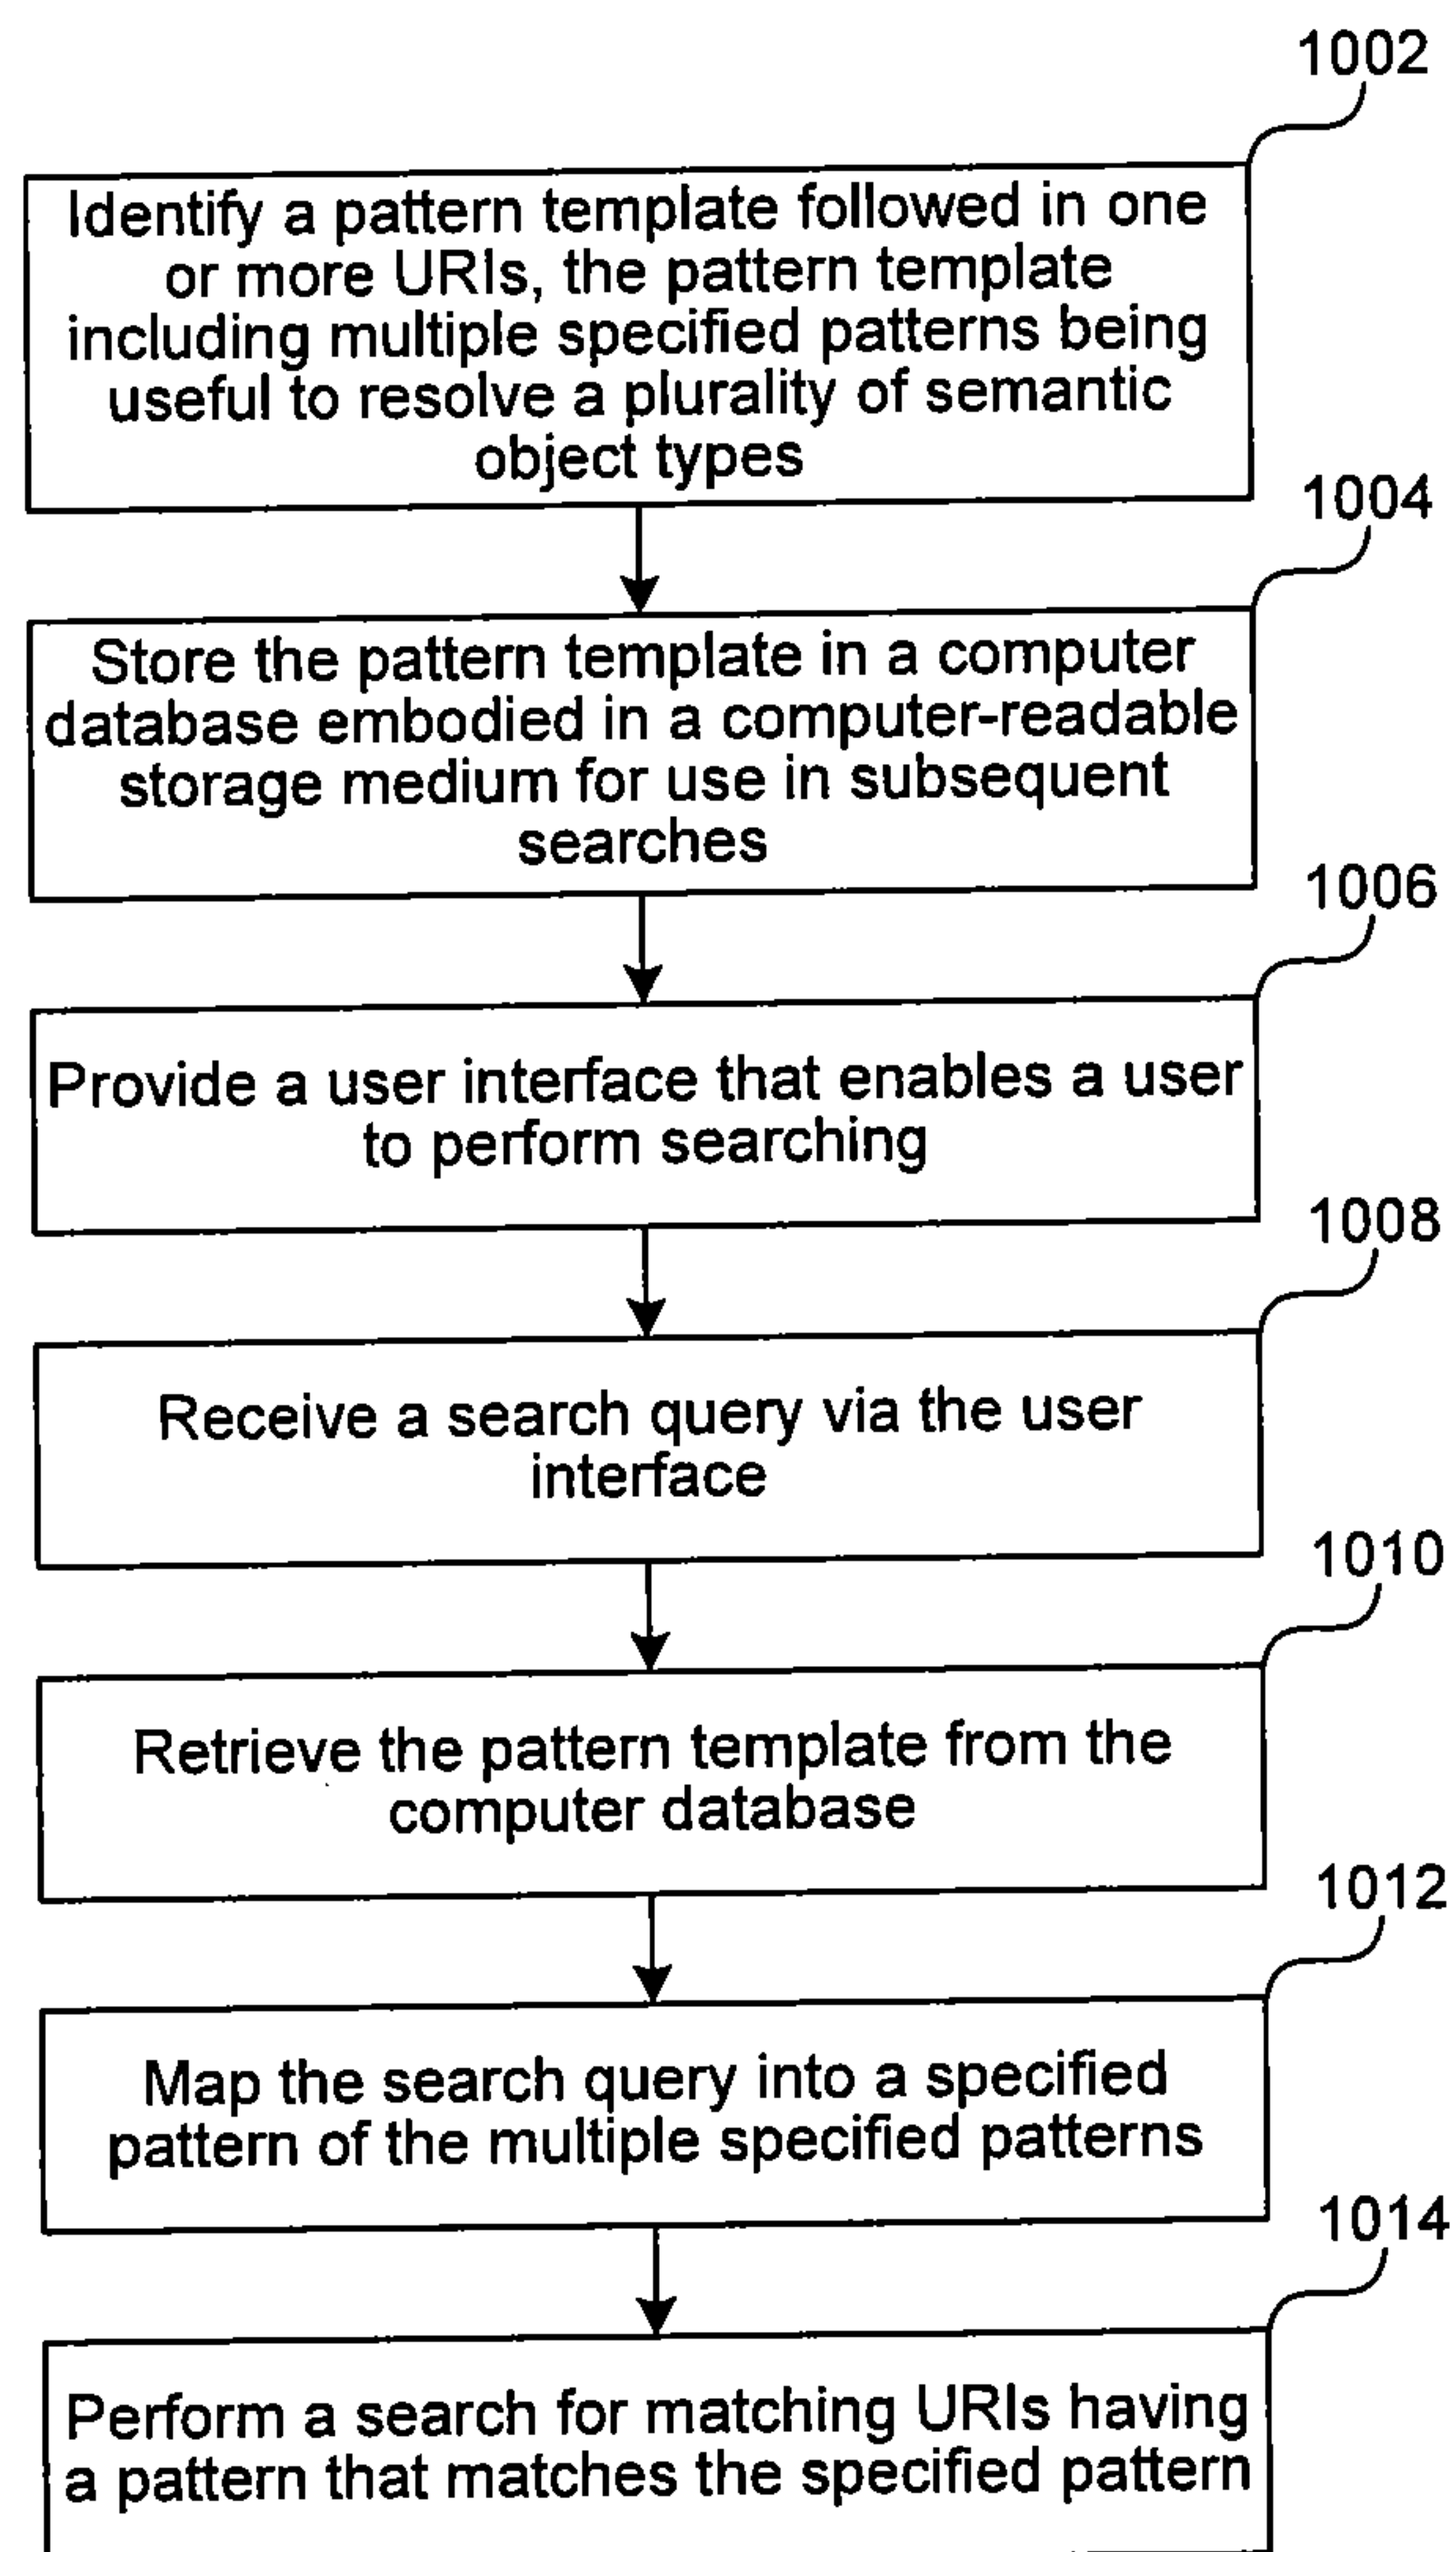 1002
Identify a pattern template followed in one
or more URIs, the pattern template
including multiple specified patterns being
useful to resolve a plurality of semantic
object types
1004
Store the pattern template in a computer
database embodied in a computer-readable
storage medium for use in subsequent
searches
1006
Provide a user interface that enables a user
to perform searching
1008
Receive a search query via the user
interface
1010
Retrieve the pattern template from the
computer database
1012
Map the search query into a specified
pattern of the multiple specified patterns
1014
Perform a search for matching URIs having
a pattern that matches the specified pattern